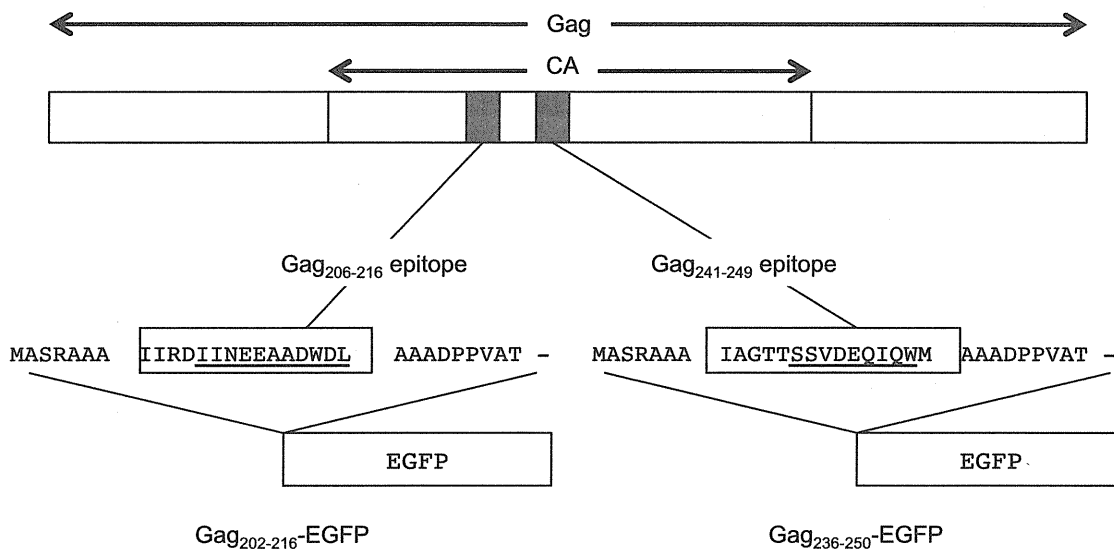 Gag
CA
Gag206-216 epitope
Gag241-249 epitope
MASRAAA IIRDIINEEAADWDL AAADPPVAT –
MASRAAA IAGTTSSVDEQIQWM AAADPPVAT –
EGFP
EGFP
Gag202-216-EGFP
Gag236-250-EGFP